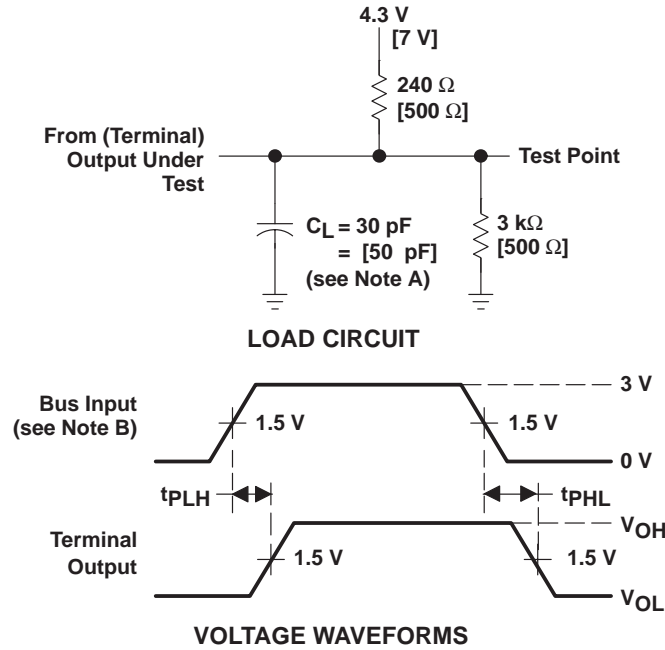 4.3 V
[7 V]
240 Ω
[500 Ω]
From (Terminal)
Output Under
Test
Test Point
CL = 30 pF
= [50 pF]
(see Note A)
3 kΩ
[500 Ω]
LOAD CIRCUIT
Bus Input
(see Note B)
1.5 V
1.5 V
3 V
0 V
tPLH
tPHL
Terminal
Output
1.5 V
1.5 V
VOH
VOL
VOLTAGE WAVEFORMS